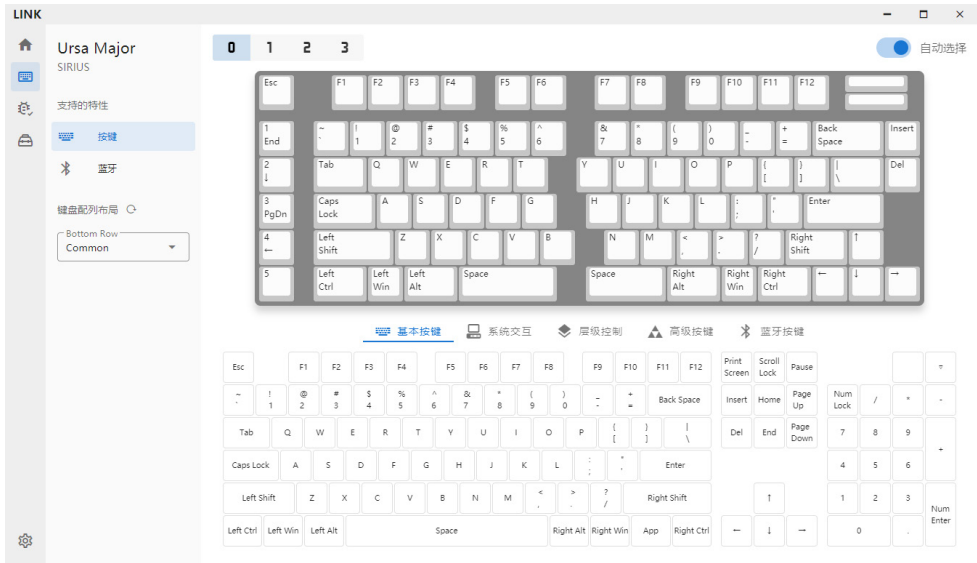 LINK
Ursa Major
SIRIUS
支持的特性
按键
蓝牙
键盘配列布局
Bottom Row
Common
0 1 2 3
自动选择
Esc F1 F2 F3 F4 F5 F6 F7 F8 F9 F10 F11 F12
1 ~ ! @ # $ % ^ & * ( ) _ + Back Insert
End ` 1 2 3 4 5 6 7 8 9 0 - = Space
2 Tab Q W E R T Y U I O P { } | Del
↓ [ ] \
3 Caps A S D F G H J K L : " Enter
PgDn Lock ; '
4 Left Z X C V B N M < > ? Right ↑
← Shift , . / Shift
5 Left Left Left Space Space Right Right Right ← ↓ →
Ctrl Win Alt Alt Win Ctrl
基本按键 系统交互 层级控制 高级按键 蓝牙按键
Esc F1 F2 F3 F4 F5 F6 F7 F8 F9 F10 F11 F12 Print Scroll Pause ▽
Screen Lock
~ ! @ # $ % ^ & * ( ) _ + Back Space Insert Home Page Num / * -
` 1 2 3 4 5 6 7 8 9 0 - = Up Lock
Tab Q W E R T Y U I O P { } | Del End Page 7 8 9 +
[ ] \ Down
Caps Lock A S D F G H J K L : " Enter 4 5 6
; '
Left Shift Z X C V B N M < > ? Right Shift ↑ 1 2 3 Num
, . / Enter
Left Ctrl Left Win Left Alt Space Right Alt Right Win App Right Ctrl ← ↓ → 0 .